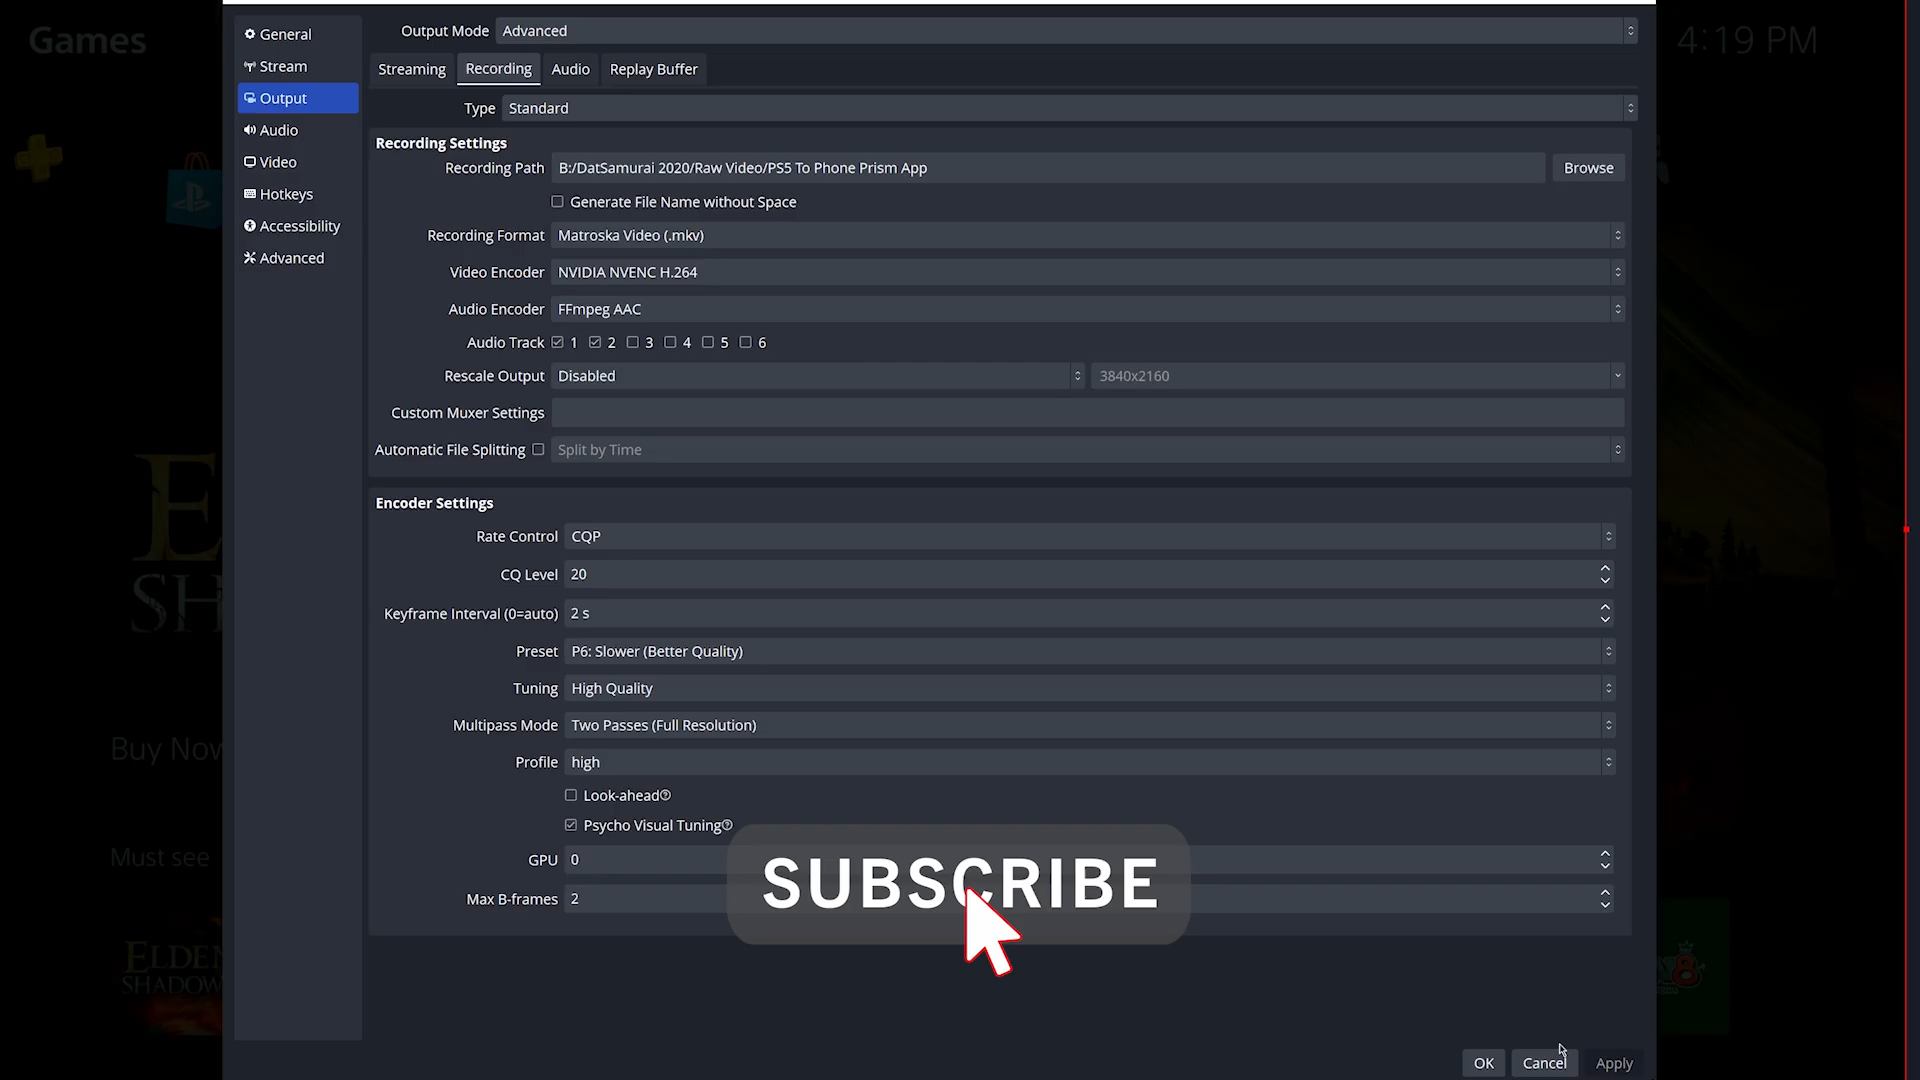 Games
4:19 PM
General
Stream
Output
Audio
Video
Hotkeys
Accessibility
Advanced
Output Mode Advanced
Streaming Recording Audio Replay Buffer
Type Standard
Recording Settings
Recording Path B:/DatSamurai 2020/Raw Video/PS5 To Phone Prism App Browse
Generate File Name without Space
Recording Format Matroska Video (.mkv)
Video Encoder NVIDIA NVENC H.264
Audio Encoder FFmpeg AAC
Audio Track 1 2 3 4 5 6
Rescale Output Disabled 3840x2160
Custom Muxer Settings
Automatic File Splitting Split by Time
Encoder Settings
Rate Control CQP
CQ Level 20
Keyframe Interval (0=auto) 2 s
Preset P6: Slower (Better Quality)
Tuning High Quality
Multipass Mode Two Passes (Full Resolution)
Profile high
Look-ahead
Psycho Visual Tuning
GPU 0
Max B-frames 2
SUBSCRIBE
OK Cancel Apply
E
SH
Buy Now
Must see
ELDEN
SHADOW
8